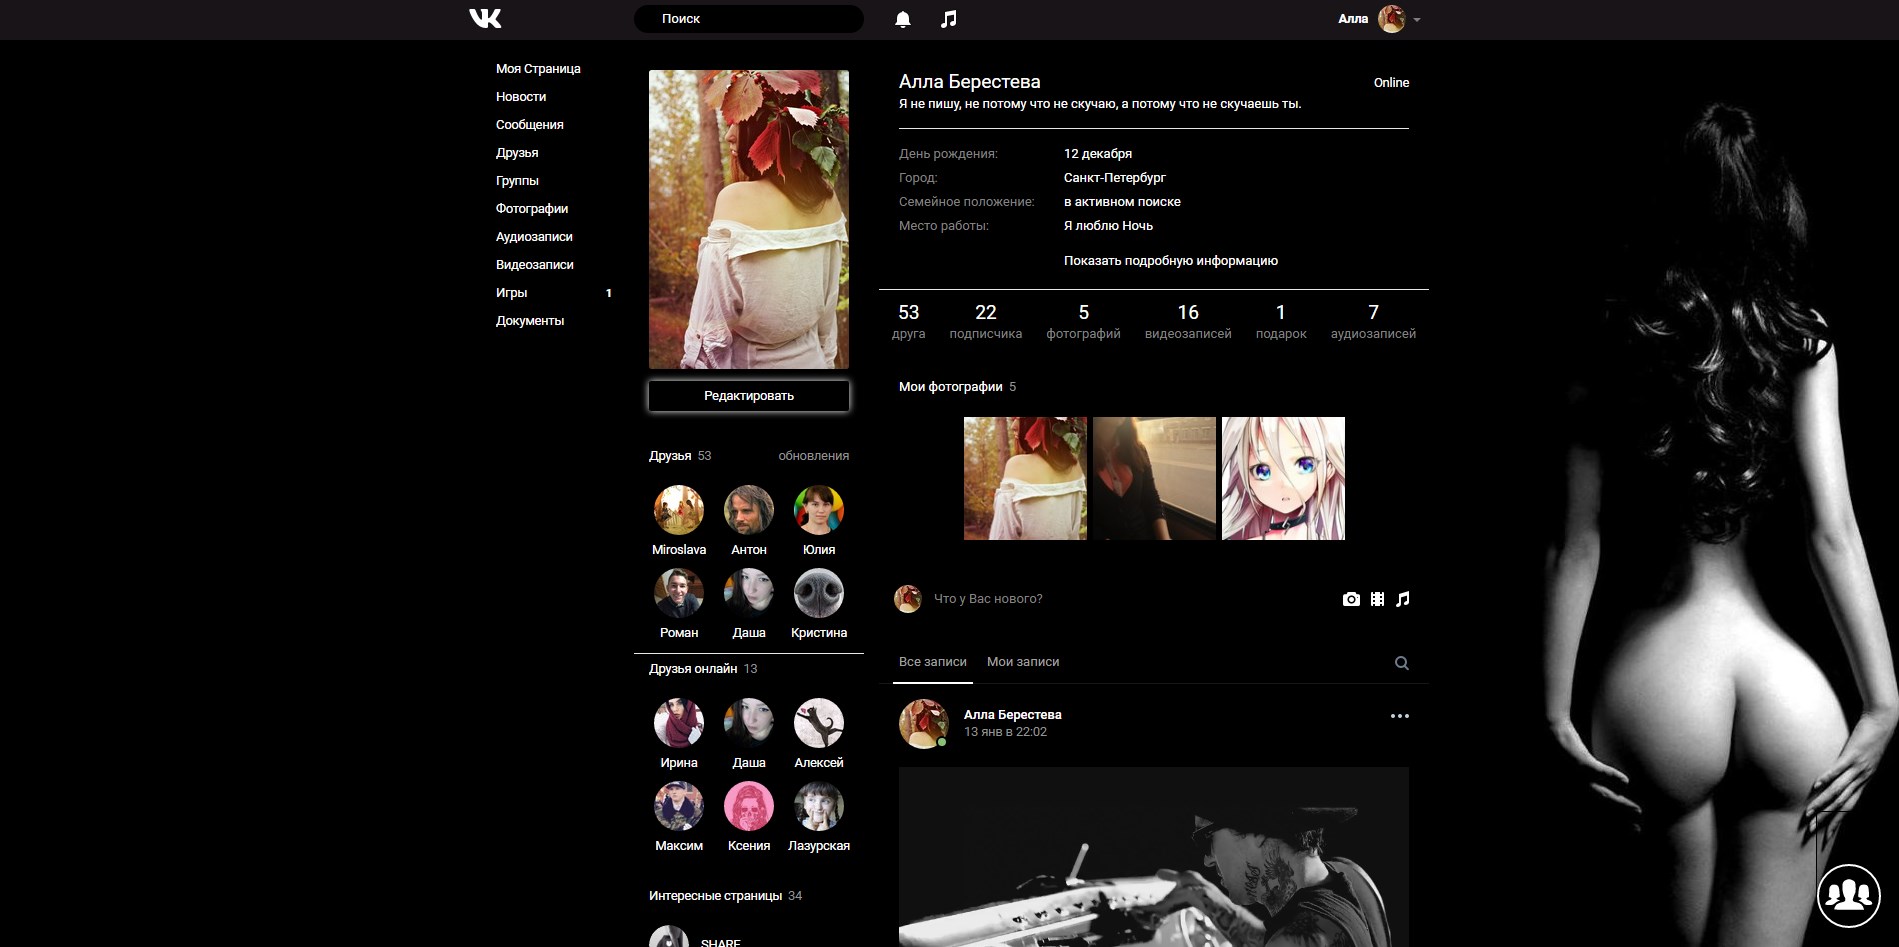 VK
Поиск
Алла
Моя Страница
Новости
Сообщения
Друзья
Группы
Фотографии
Аудиозаписи
Видеозаписи
Игры 1
Документы
Редактировать
Друзья 53 обновления
Miroslava Антон Юлия
Роман Даша Кристина
Друзья онлайн 13
Ирина Даша Алексей
Максим Ксения Лазурская
Интересные страницы 34
SHARE
Алла Берестева Online
Я не пишу, не потому что не скучаю, а потому что не скучаешь ты.
День рождения: 12 декабря
Город: Санкт-Петербург
Семейное положение: в активном поиске
Место работы: Я люблю Ночь
Показать подробную информацию
53 22 5 16 1 7
друга подписчика фотографий видеозаписей подарок аудиозаписей
Мои фотографии 5
Что у Вас нового?
Все записи Мои записи
Алла Берестева
13 янв в 22:02